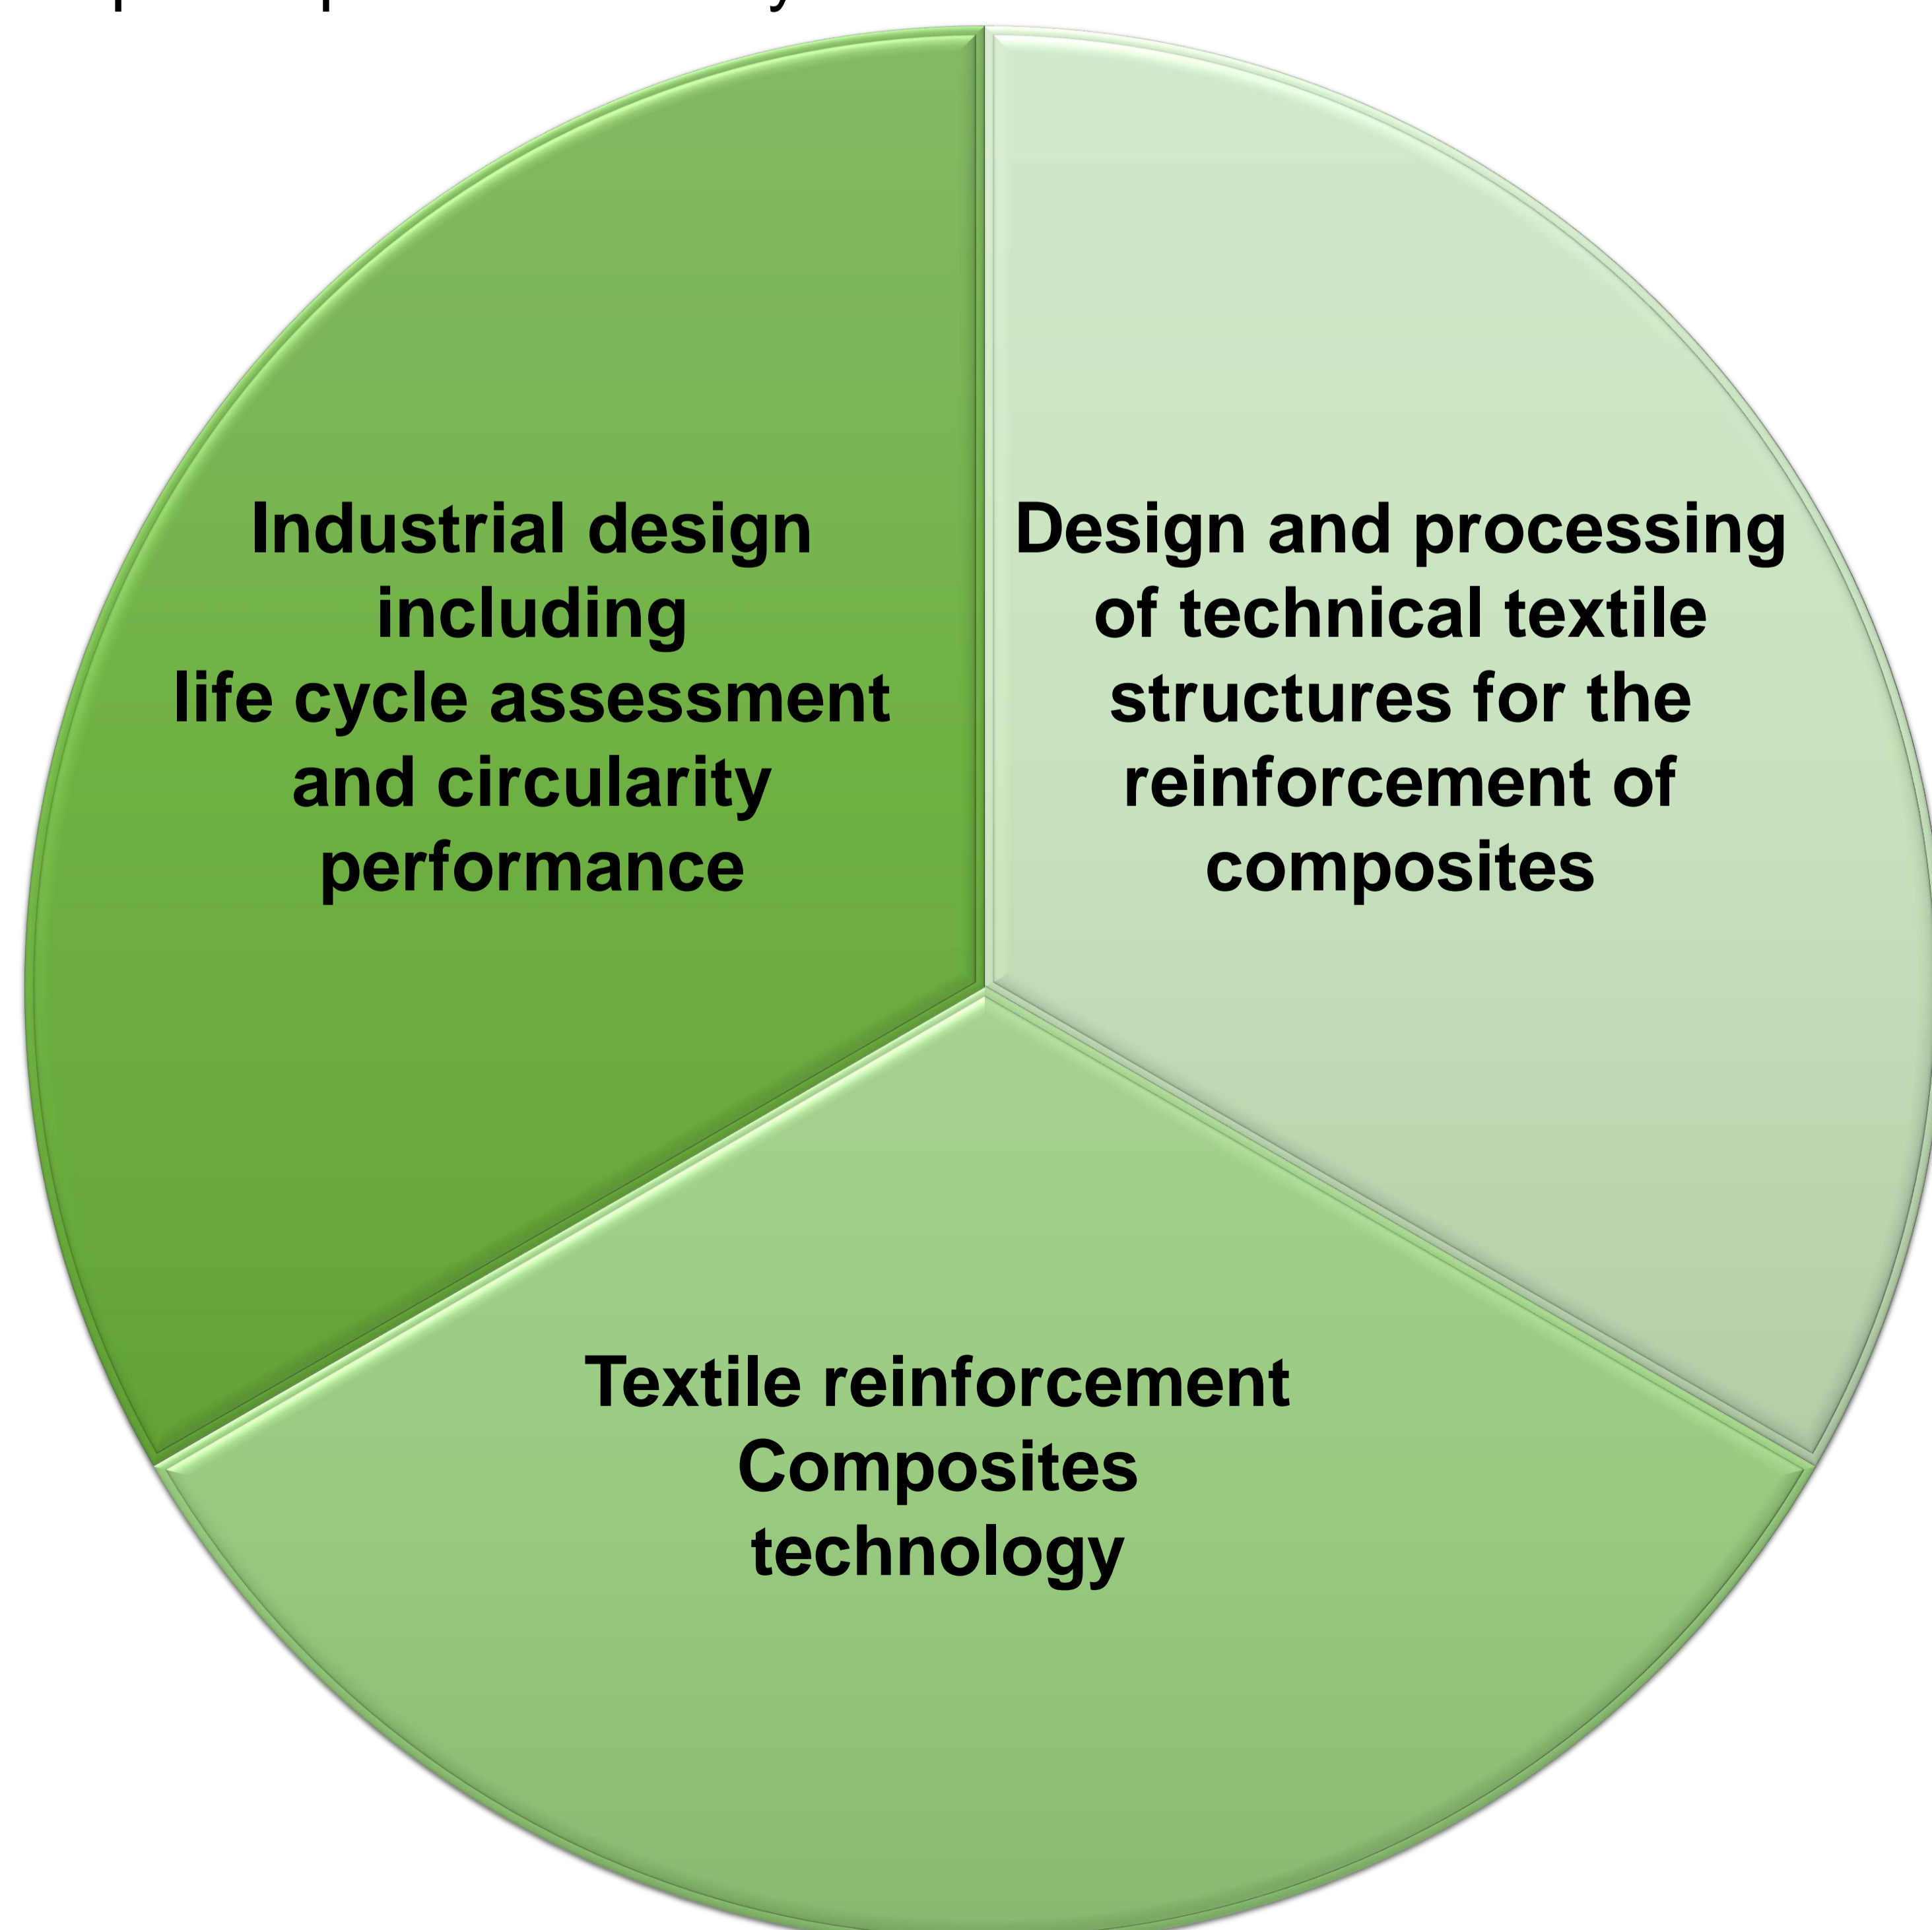 Industrial design
including
life cycle assessment
and circularity
performance
Design and processing
of technical textile
structures for the
reinforcement of
composites
Textile reinforcement
Composites
technology